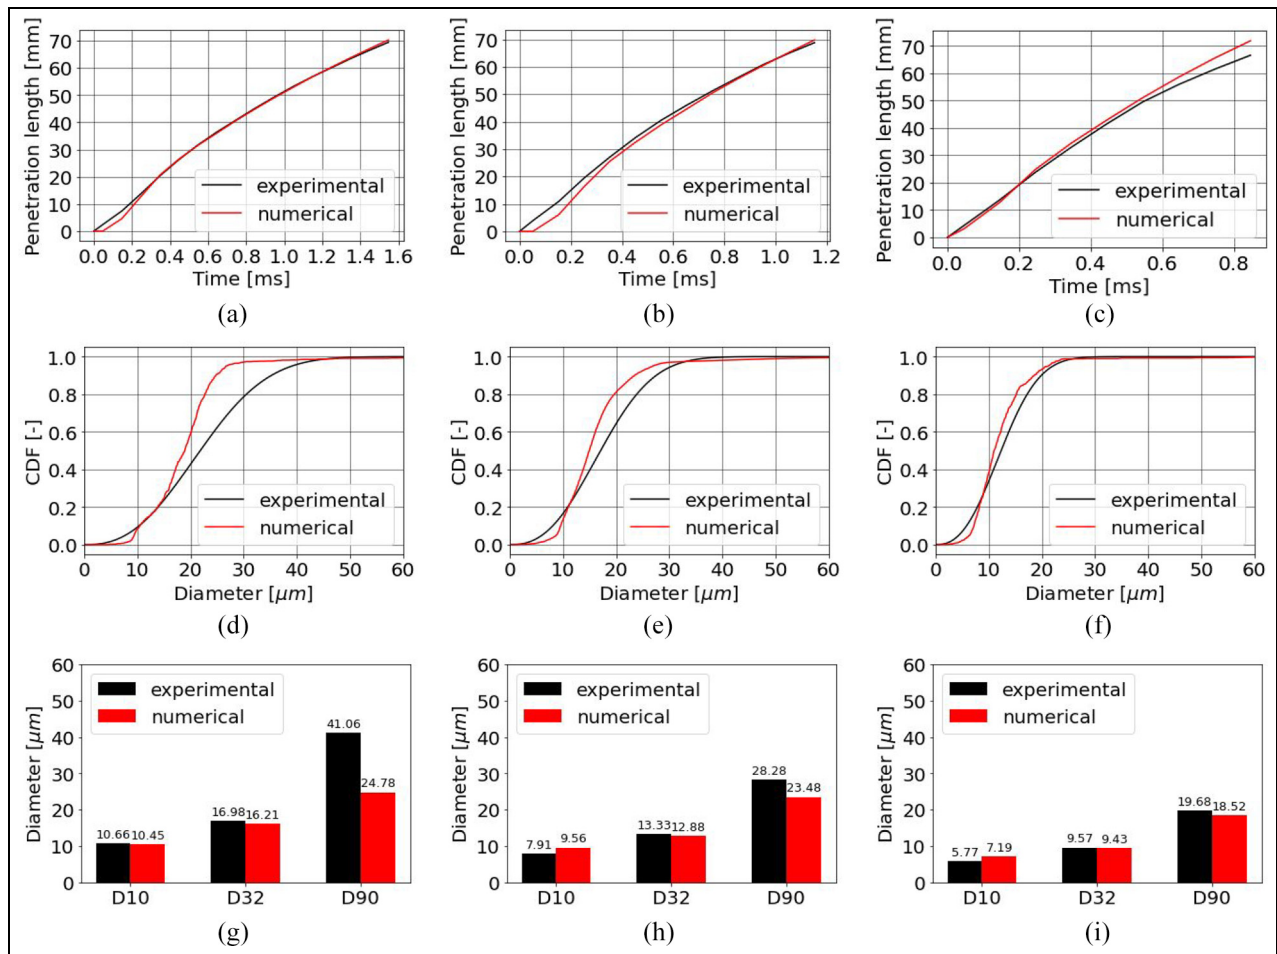 Penetration length [mm]
70
60
50
40
30
20
10
0
experimental
numerical
0.0 0.2 0.4 0.6 0.8 1.0 1.2 1.4 1.6
Time [ms]
(a)
Penetration length [mm]
70
60
50
40
30
20
10
0
experimental
numerical
0.0 0.2 0.4 0.6 0.8 1.0 1.2
Time [ms]
(b)
Penetration length [mm]
70
60
50
40
30
20
10
0
experimental
numerical
0.0 0.2 0.4 0.6 0.8
Time [ms]
(c)
CDF [-]
1.0
0.8
0.6
0.4
0.2
0.0
experimental
numerical
0 10 20 30 40 50 60
Diameter [μm]
(d)
CDF [-]
1.0
0.8
0.6
0.4
0.2
0.0
experimental
numerical
0 10 20 30 40 50 60
Diameter [μm]
(e)
CDF [-]
1.0
0.8
0.6
0.4
0.2
0.0
experimental
numerical
0 10 20 30 40 50 60
Diameter [μm]
(f)
Diameter [μm]
60
50
40
30
20
10
0
experimental
numerical
10.66 10.45
16.98 16.21
41.06
24.78
D10 D32 D90
(g)
Diameter [μm]
60
50
40
30
20
10
0
experimental
numerical
7.91 9.56
13.33 12.88
28.28
23.48
D10 D32 D90
(h)
Diameter [μm]
60
50
40
30
20
10
0
experimental
numerical
5.77 7.19
9.57 9.43
19.68 18.52
D10 D32 D90
(i)